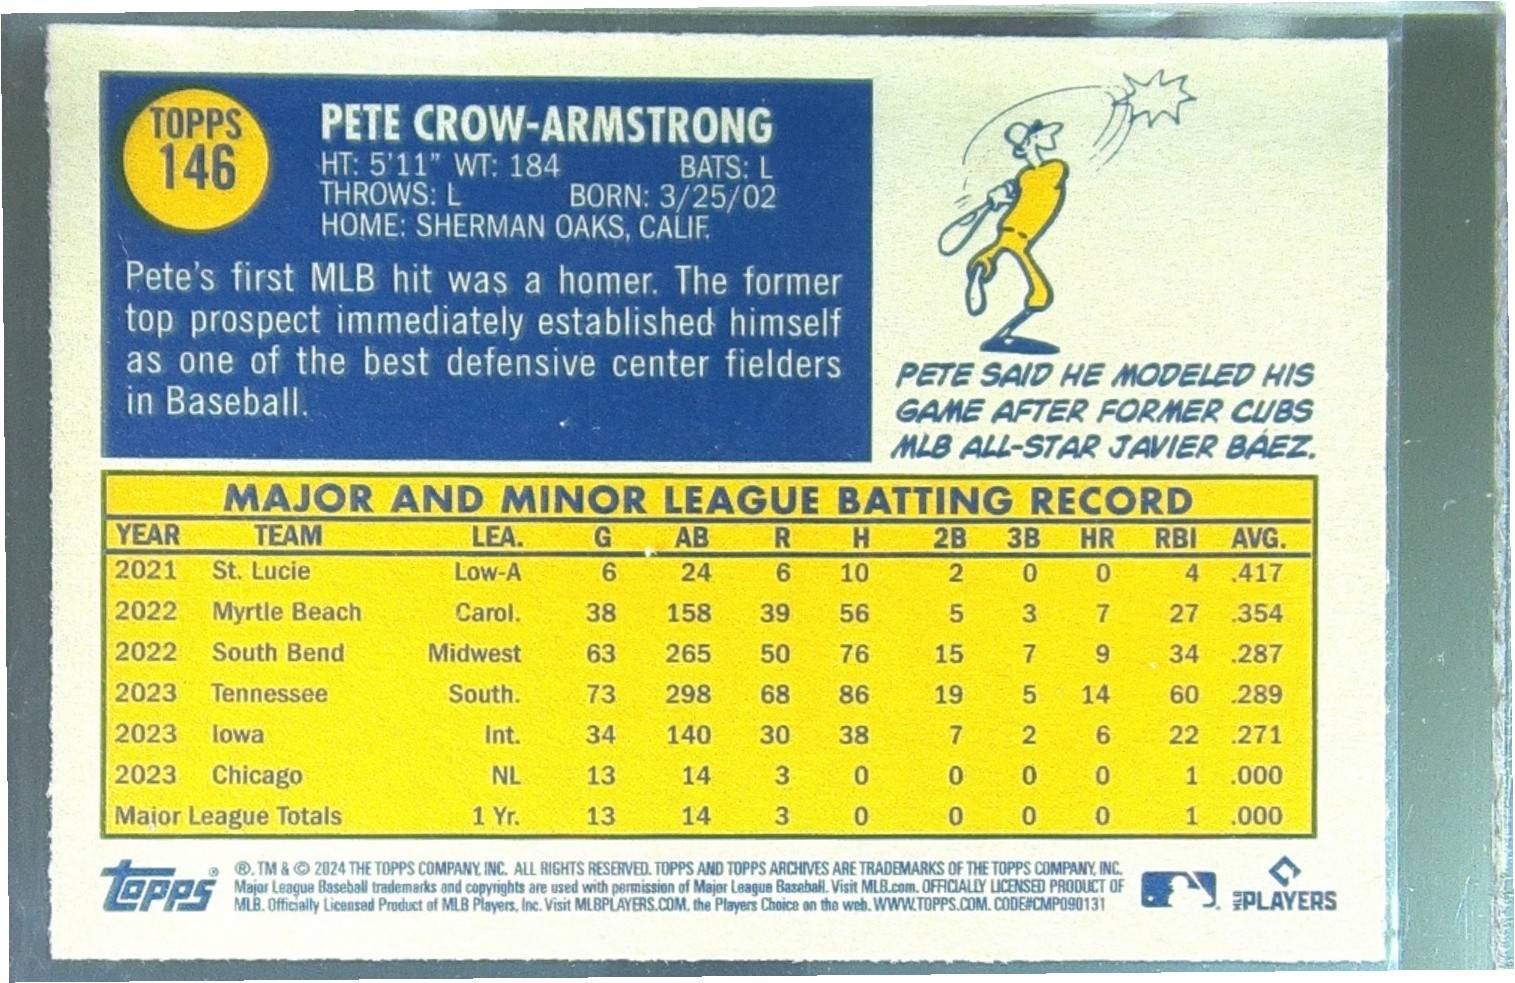 TOPPS
146
PETE CROW-ARMSTRONG
HT: 5'11" WT: 184 BATS: L
THROWS: L BORN: 3/25/02
HOME: SHERMAN OAKS, CALIF.
Pete's first MLB hit was a homer. The former
top prospect immediately established himself
as one of the best defensive center fielders
in Baseball.
PETE SAID HE MODELED HIS
GAME AFTER FORMER CUBS
MLB ALL-STAR JAVIER BÁEZ.
MAJOR AND MINOR LEAGUE BATTING RECORD
YEAR TEAM LEA. G AB R H 2B 3B HR RBI AVG.
2021 St. Lucie Low-A 6 24 6 10 2 0 0 4 .417
2022 Myrtle Beach Carol. 38 158 39 56 5 3 7 27 .354
2022 South Bend Midwest 63 265 50 76 15 7 9 34 .287
2023 Tennessee South. 73 298 68 86 19 5 14 60 .289
2023 Iowa Int. 34 140 30 38 7 2 6 22 .271
2023 Chicago NL 13 14 3 0 0 0 0 1 .000
Major League Totals 1 Yr. 13 14 3 0 0 0 0 1 .000
topps ®
®, TM & © 2024 THE TOPPS COMPANY, INC. ALL RIGHTS RESERVED. TOPPS AND TOPPS ARCHIVES ARE TRADEMARKS OF THE TOPPS COMPANY, INC.
Major League Baseball trademarks and copyrights are used with permission of Major League Baseball. Visit MLB.com. OFFICIALLY LICENSED PRODUCT OF
MLB. Officially Licensed Product of MLB Players, Inc. Visit MLBPLAYERS.COM, the Players Choice on the web. WWW.TOPPS.COM. CODE#CMP090131
MLB PLAYERS